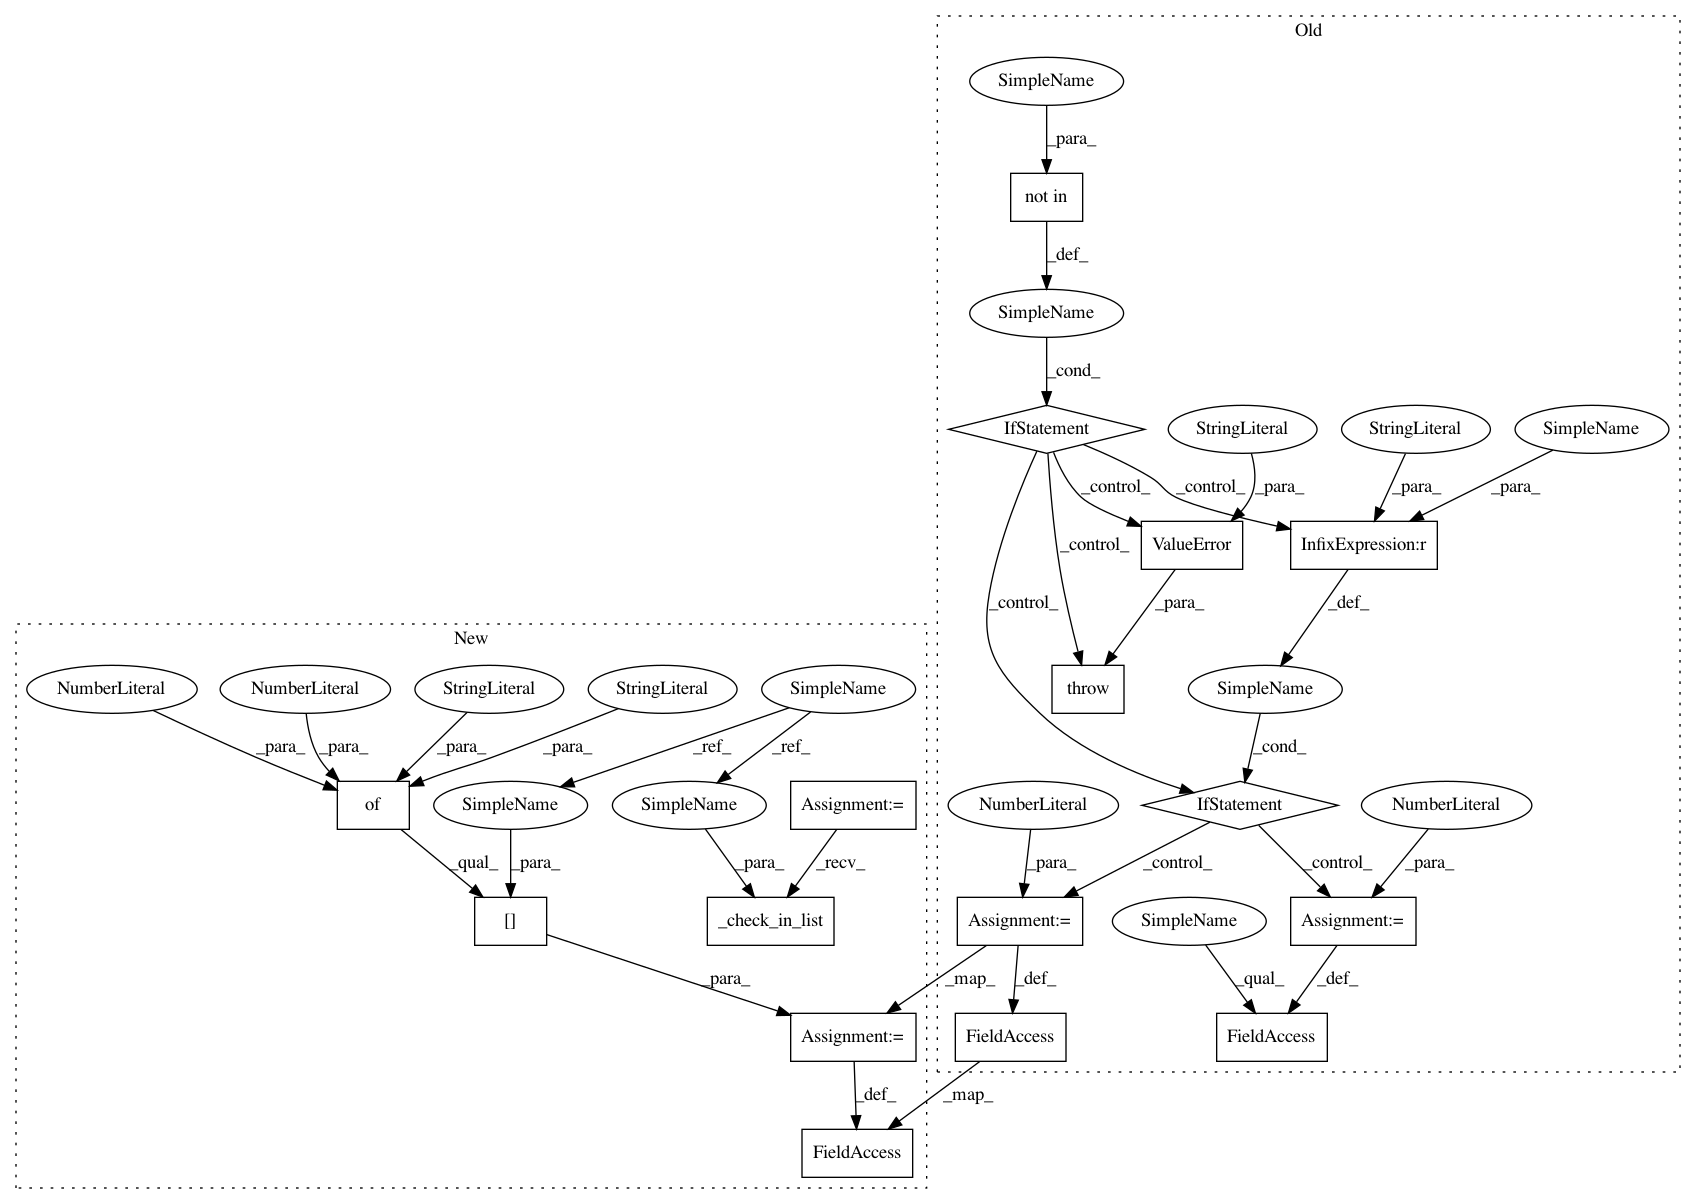 Old
SimpleName
_para_
not in
_def_
SimpleName
_cond_
IfStatement
StringLiteral
StringLiteral
SimpleName
_control_
_control_
_para_
_para_
_para_
ValueError
InfixExpression:r
_control_
_control_
_para_
_def_
New
NumberLiteral
NumberLiteral
StringLiteral
StringLiteral
SimpleName
throw
SimpleName
_para_
_para_
_para_
_para_
_ref_
_ref_
_cond_
of
SimpleName
SimpleName
Assignment:=
NumberLiteral
IfStatement
NumberLiteral
_qual_
_para_
_para_
_recv_
_para_
_control_
_control_
_para_
[]
_check_in_list
Assignment:=
SimpleName
Assignment:=
_para_
_map_
_def_
_qual_
_def_
Assignment:=
FieldAccess
FieldAccess
_def_
_map_
FieldAccess